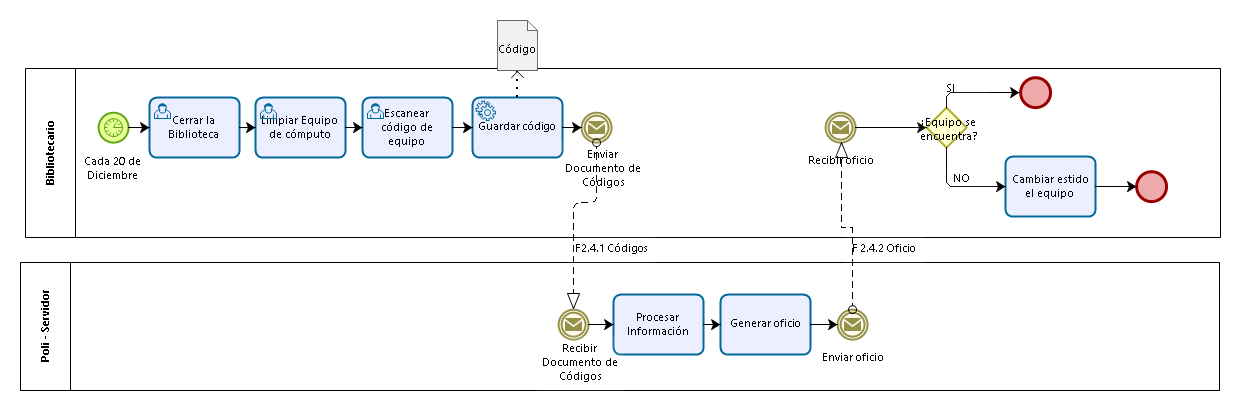 Código
Bibliotecario
Cada 20 de
Diciembre
Cerrar la
Biblioteca
Limpiar Equipo
de cómputo
Escanear
código de
equipo
Guardar código
Enviar
Documento de
Códigos
Recibir oficio
¿Equipo se
encuentra?
SI
NO
Cambiar estido
el equipo
F2.4.1 Códigos
F 2.4.2 Oficio
Poli - Servidor
Recibir
Documento de
Códigos
Procesar
Información
Generar oficio
Enviar oficio